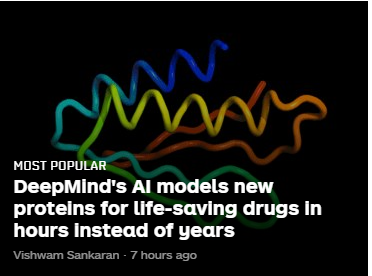 MOST POPULAR
DeepMind's AI models new
proteins for life-saving drugs in
hours instead of years
Vishwam Sankaran · 7 hours ago